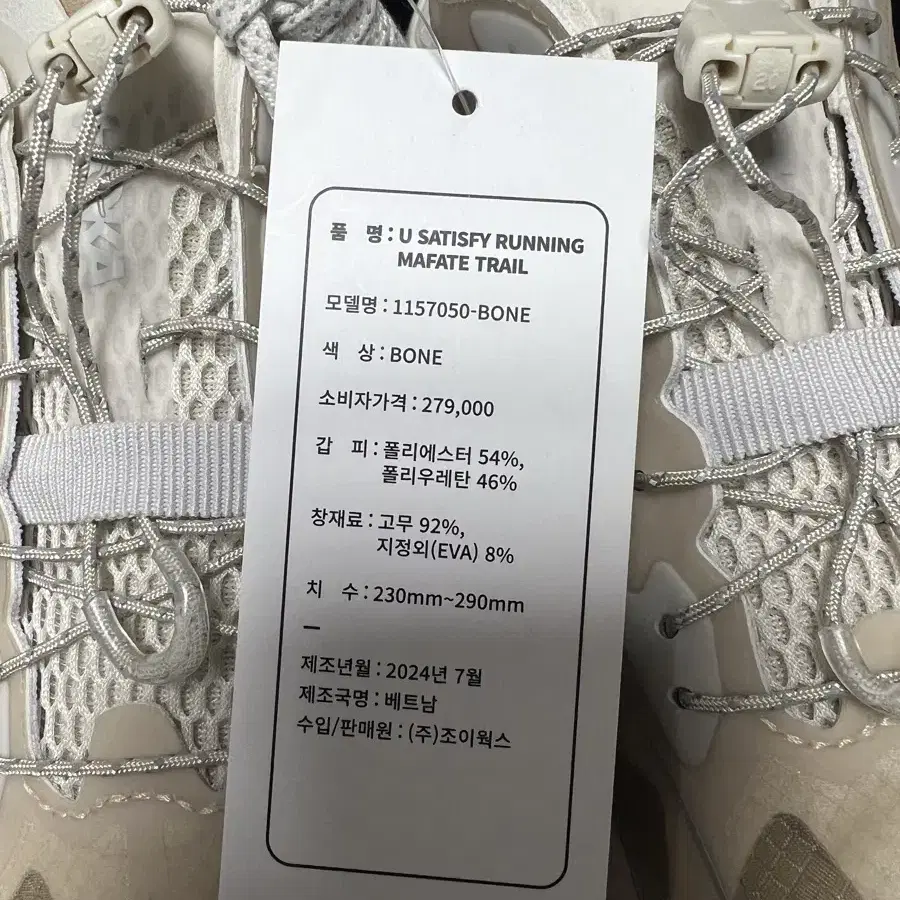 품 명 : U SATISFY RUNNING
MAFATE TRAIL
모델명 : 1157050-BONE
색 상 : BONE
소비자가격 : 279,000
갑 피 : 폴리에스터 54%,
폴리우레탄 46%
창재료 : 고무 92%,
지정외(EVA) 8%
치 수 : 230mm~290mm
–
제조년월 : 2024년 7월
제조국명 : 베트남
수입/판매원 : (주)조이웍스